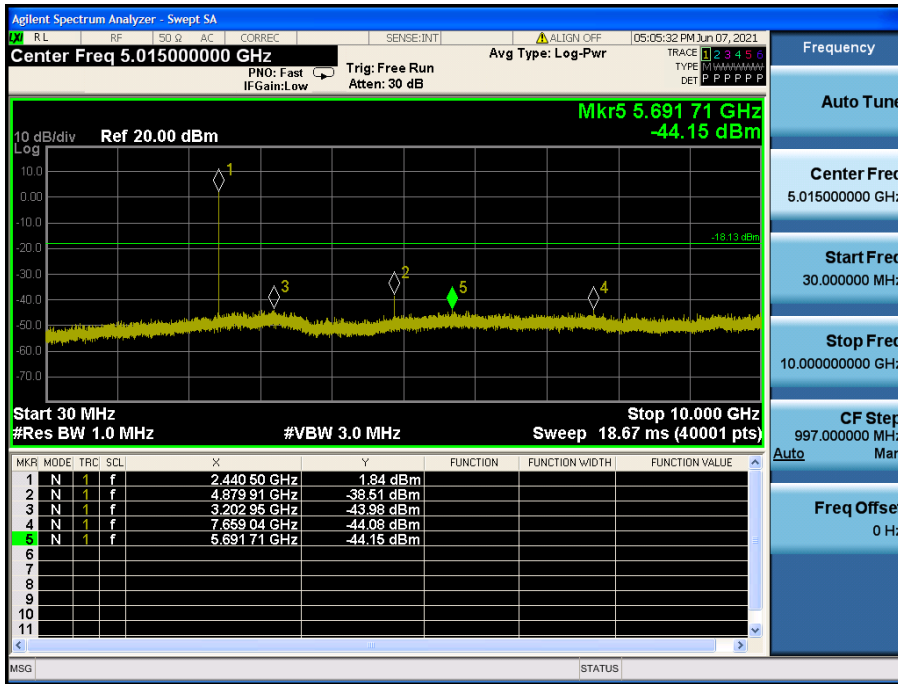 Agilent Spectrum Analyzer - Swept SA
LXI RL RF 50 Ω AC CORREC SENSE:INT ALIGN OFF 05:05:32 PM Jun 07, 2021
Center Freq 5.015000000 GHz
PNO: Fast
IFGain:Low
Trig: Free Run
Atten: 30 dB
Avg Type: Log-Pwr
TRACE 1 2 3 4 5 6
TYPE M W W W W W
DET P P P P P P
Mkr5 5.691 71 GHz
-44.15 dBm
10 dB/div Ref 20.00 dBm
Log
10.0
0.00
-10.0
-20.0
-30.0
-40.0
-50.0
-60.0
-70.0
1
2
3
4
5
-18.13 dBm
Start 30 MHz Stop 10.000 GHz
#Res BW 1.0 MHz #VBW 3.0 MHz Sweep 18.67 ms (40001 pts)
MKR MODE TRC SCL X Y FUNCTION FUNCTION WIDTH FUNCTION VALUE
1 N 1 f 2.440 50 GHz 1.84 dBm
2 N 1 f 4.879 91 GHz -38.51 dBm
3 N 1 f 3.202 95 GHz -43.98 dBm
4 N 1 f 7.659 04 GHz -44.08 dBm
5 N 1 f 5.691 71 GHz -44.15 dBm
6
7
8
9
10
11
MSG STATUS
Frequency
Auto Tune
Center Freq
5.015000000 GHz
Start Freq
30.000000 MHz
Stop Freq
10.000000000 GHz
CF Step
997.000000 MHz
Auto Man
Freq Offset
0 Hz